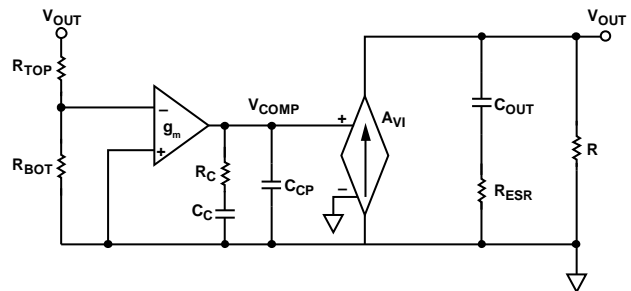 VOUT
VOUT
RTOP
−
gm
+
VCOMP
+
AVI
−
COUT
RBOT
RC
CC
CCP
RESR
R